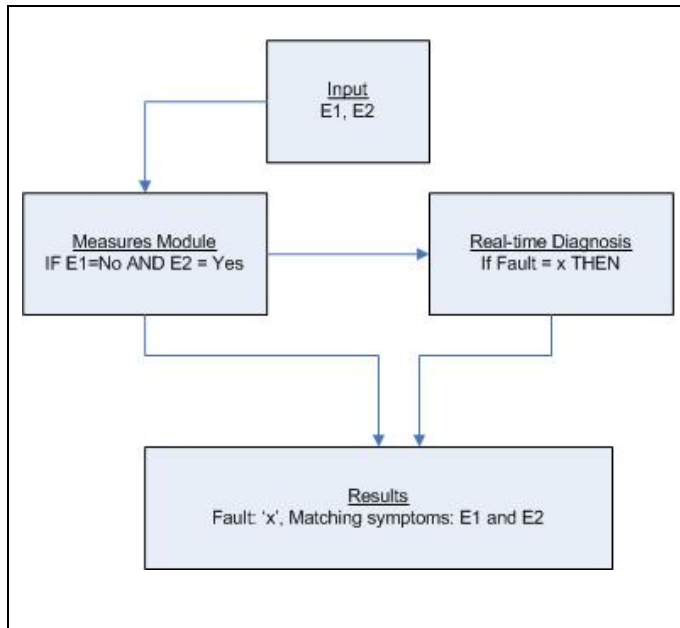 Input
E1, E2
Measures Module
IF E1=No AND E2 = Yes
Real-time Diagnosis
If Fault = x THEN
Results
Fault: ‘x’, Matching symptoms: E1 and E2